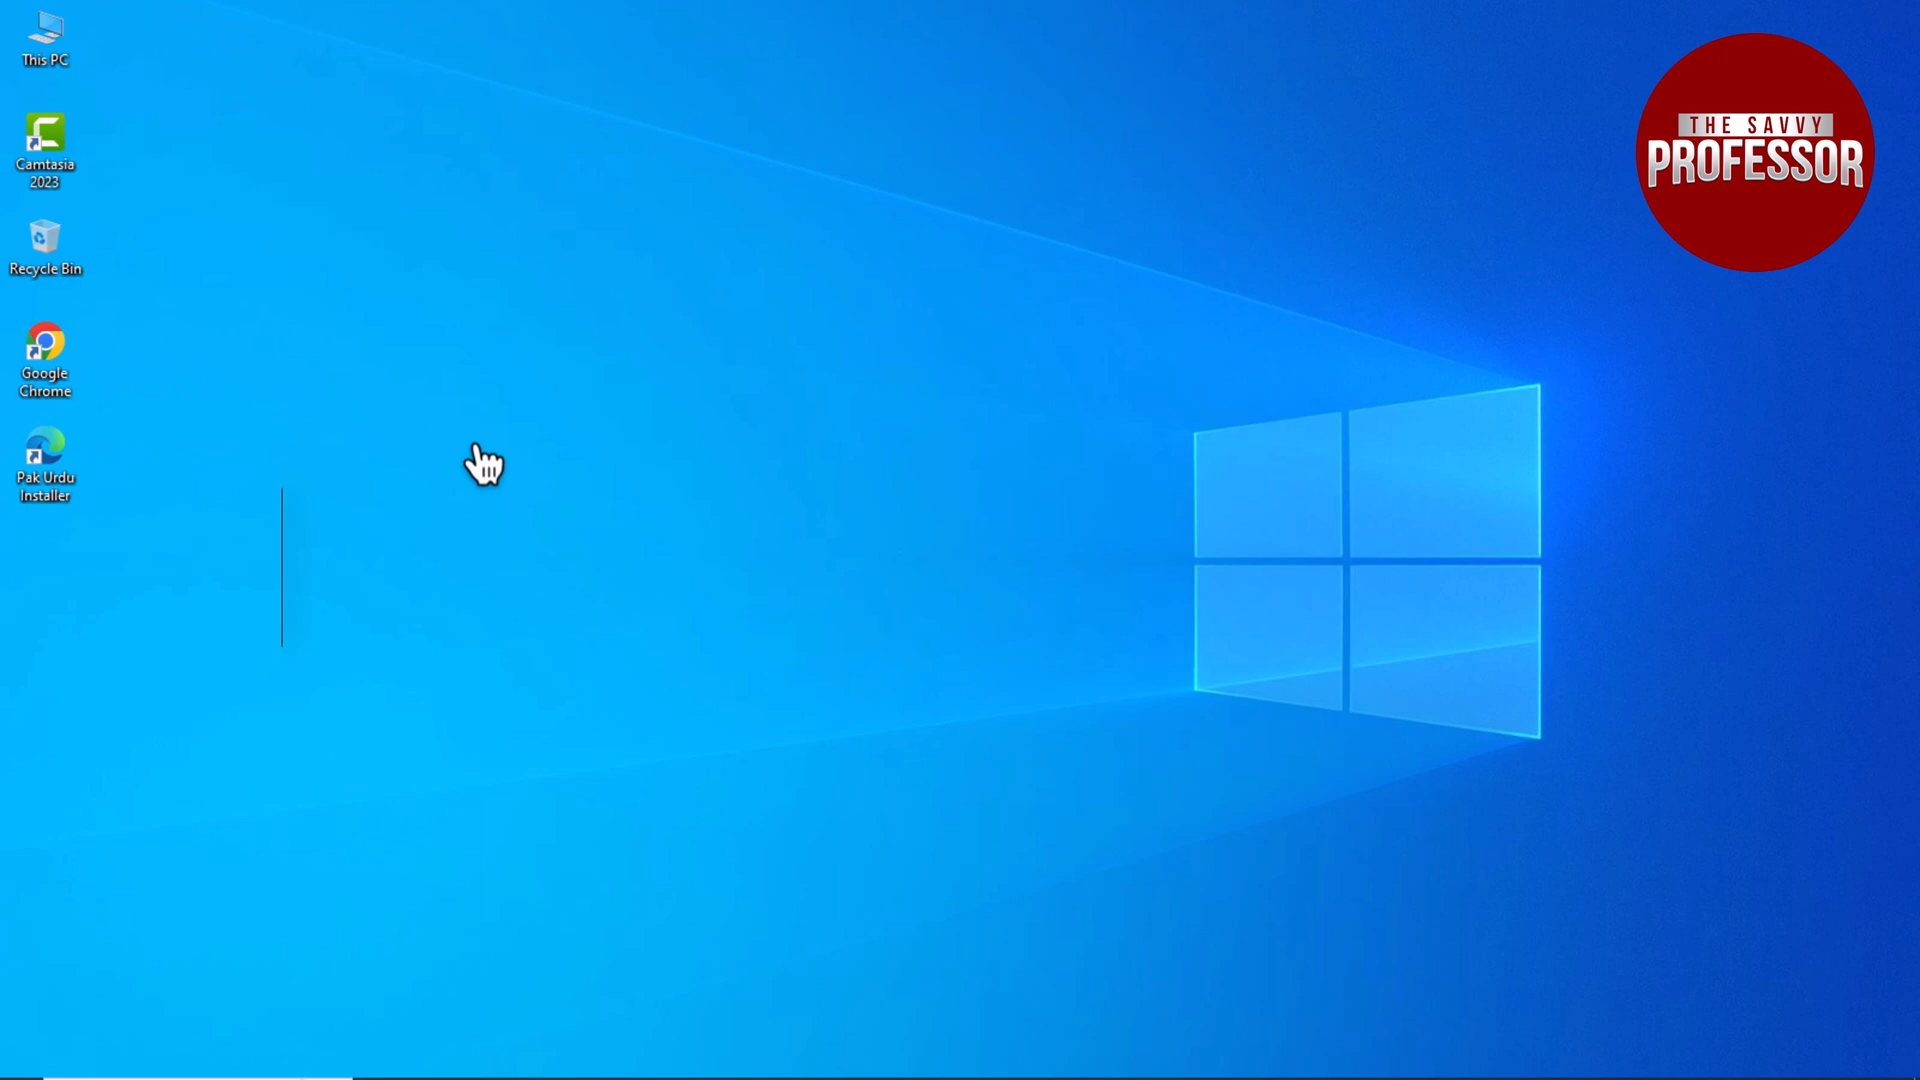 This PC
Camtasia
2023
Recycle Bin
Google
Chrome
Pak Urdu
Installer
THE SAVVY
PROFESSOR